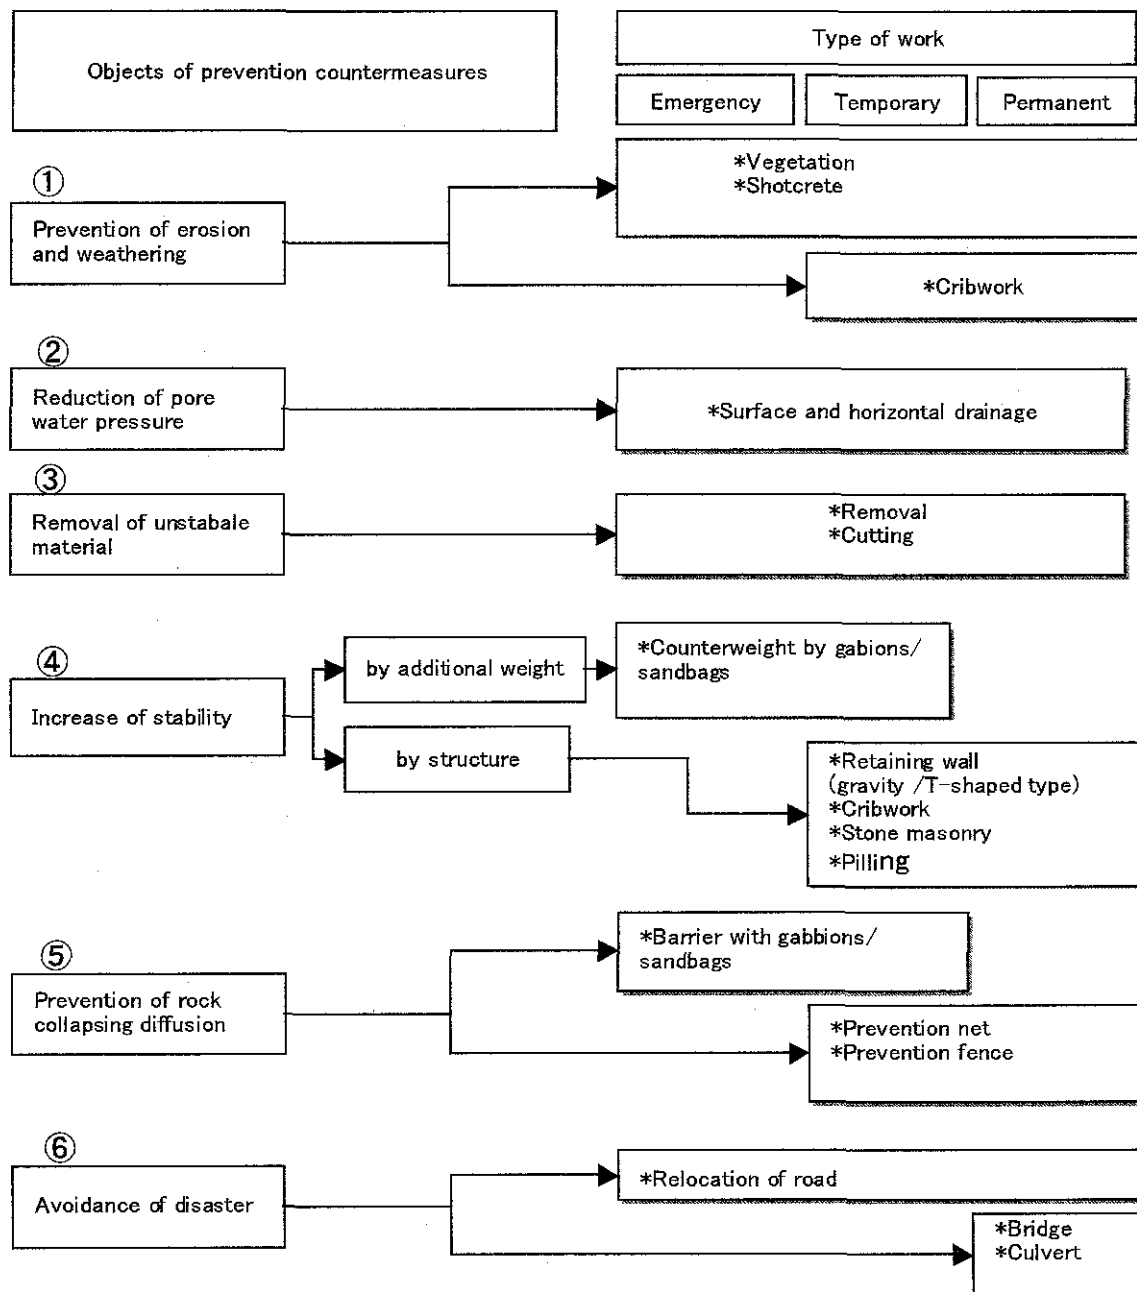 Objects of prevention countermeasures
Type of work
Emergency
Temporary
Permanent
①
Prevention of erosion
and weathering
*Vegetation
*Shotcrete
*Cribwork
②
Reduction of pore
water pressure
*Surface and horizontal drainage
③
Removal of unstabale
material
*Removal
*Cutting
④
Increase of stability
by additional weight
*Counterweight by gabions/
sandbags
by structure
*Retaining wall
(gravity /T-shaped type)
*Cribwork
*Stone masonry
*Pilling
⑤
Prevention of rock
collapsing diffusion
*Barrier with gabbions/
sandbags
*Prevention net
*Prevention fence
⑥
Avoidance of disaster
*Relocation of road
*Bridge
*Culvert